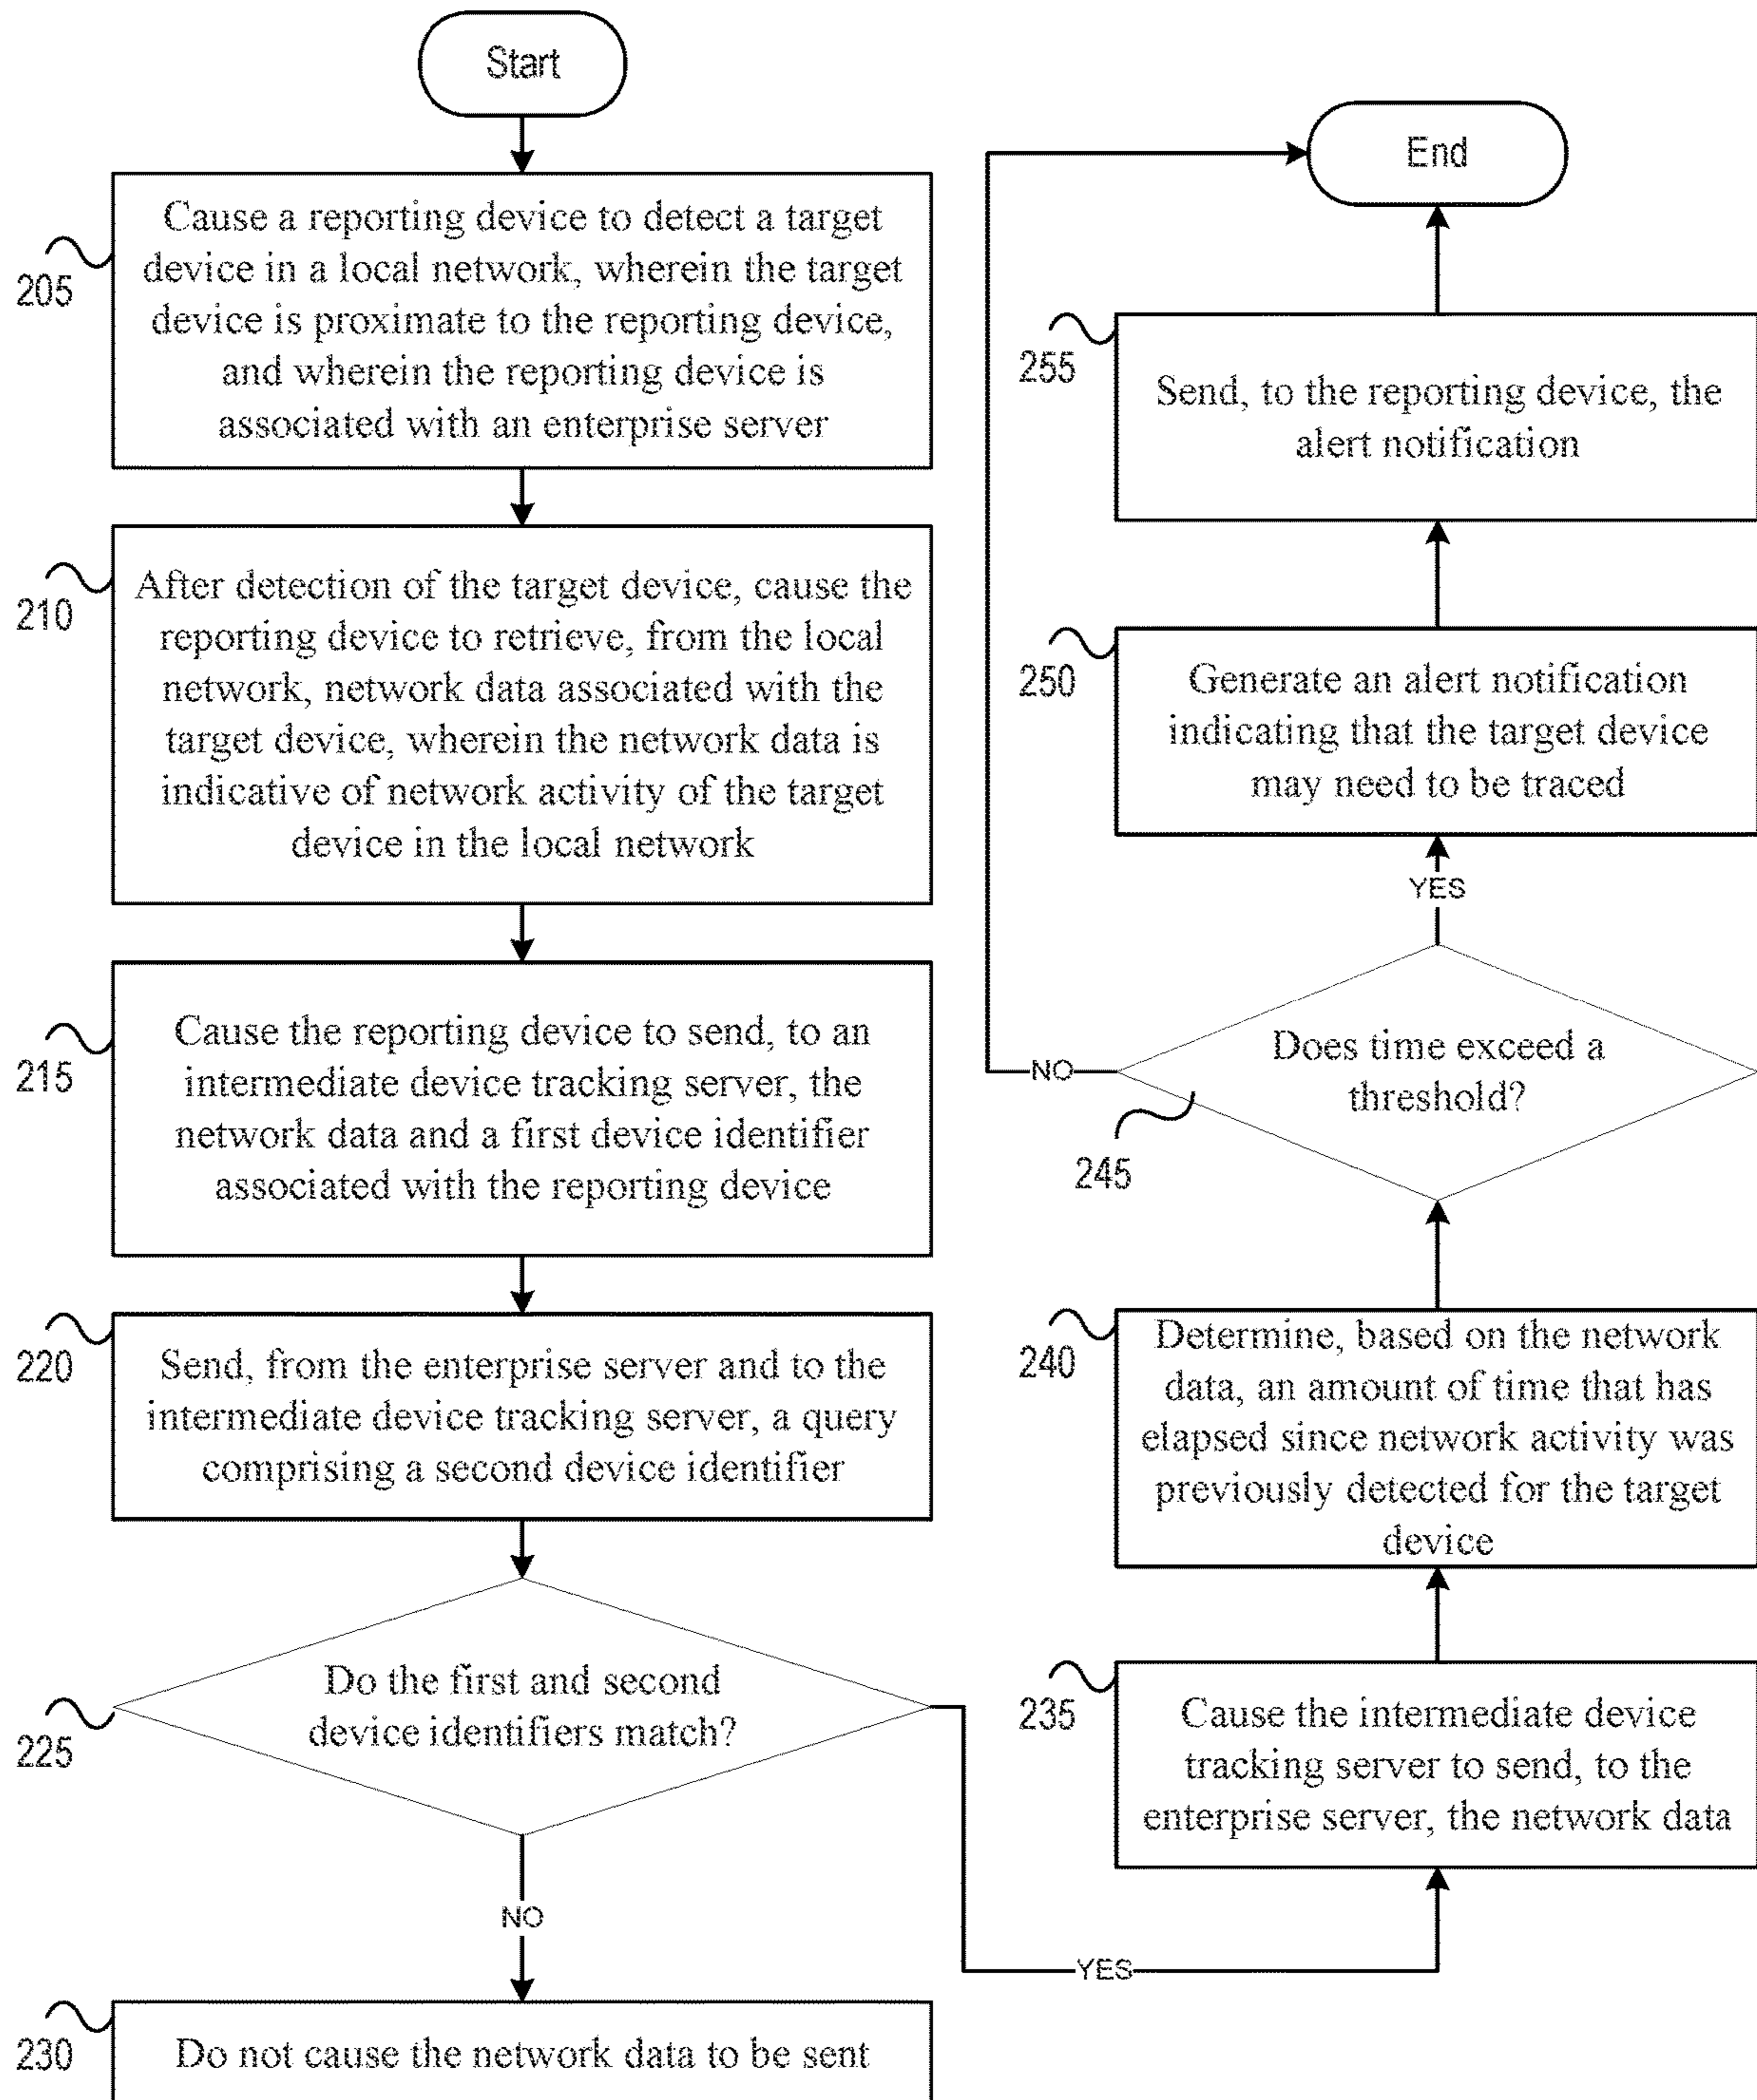 Start
205
Cause a reporting device to detect a target
device in a local network, wherein the target
device is proximate to the reporting device,
and wherein the reporting device is
associated with an enterprise server
210
After detection of the target device, cause the
reporting device to retrieve, from the local
network, network data associated with the
target device, wherein the network data is
indicative of network activity of the target
device in the local network
215
Cause the reporting device to send, to an
intermediate device tracking server, the
network data and a first device identifier
associated with the reporting device
220
Send, from the enterprise server and to the
intermediate device tracking server, a query
comprising a second device identifier
225
Do the first and second
device identifiers match?
NO
230
Do not cause the network data to be sent
YES
235
Cause the intermediate device
tracking server to send, to the
enterprise server, the network data
240
Determine, based on the network
data, an amount of time that has
elapsed since network activity was
previously detected for the target
device
245
Does time exceed a
threshold?
NO
YES
250
Generate an alert notification
indicating that the target device
may need to be traced
255
Send, to the reporting device, the
alert notification
End